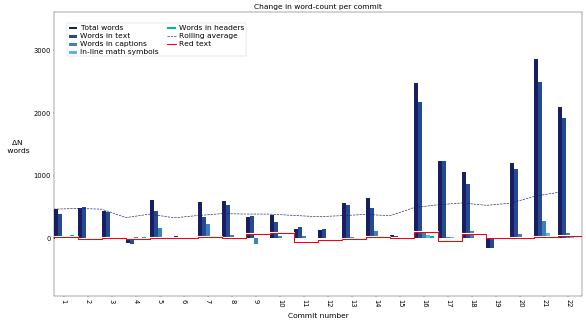 Change in word-count per commit
Total words
Words in text
Words in captions
In-line math symbols
Words in headers
Rolling average
Red text
3000
2000
1000
0
ΔN
words
1 2 3 4 5 6 7 8 9 10 11 12 13 14 15 16 17 18 19 20 21 22
Commit number